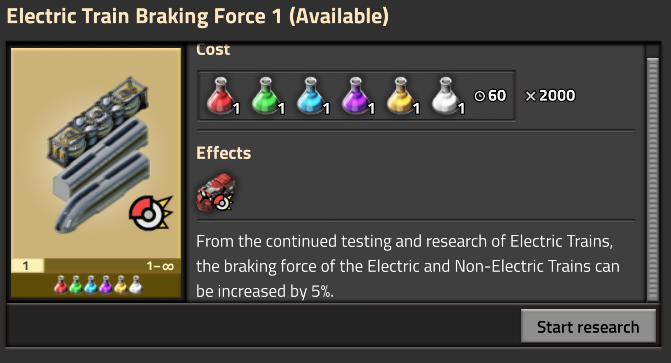 Electric Train Braking Force 1 (Available)
Cost
1 1 1 1 1 1 60 × 2000
Effects
From the continued testing and research of Electric Trains,
the braking force of the Electric and Non-Electric Trains can
be increased by 5%.
1 1-∞
Start research